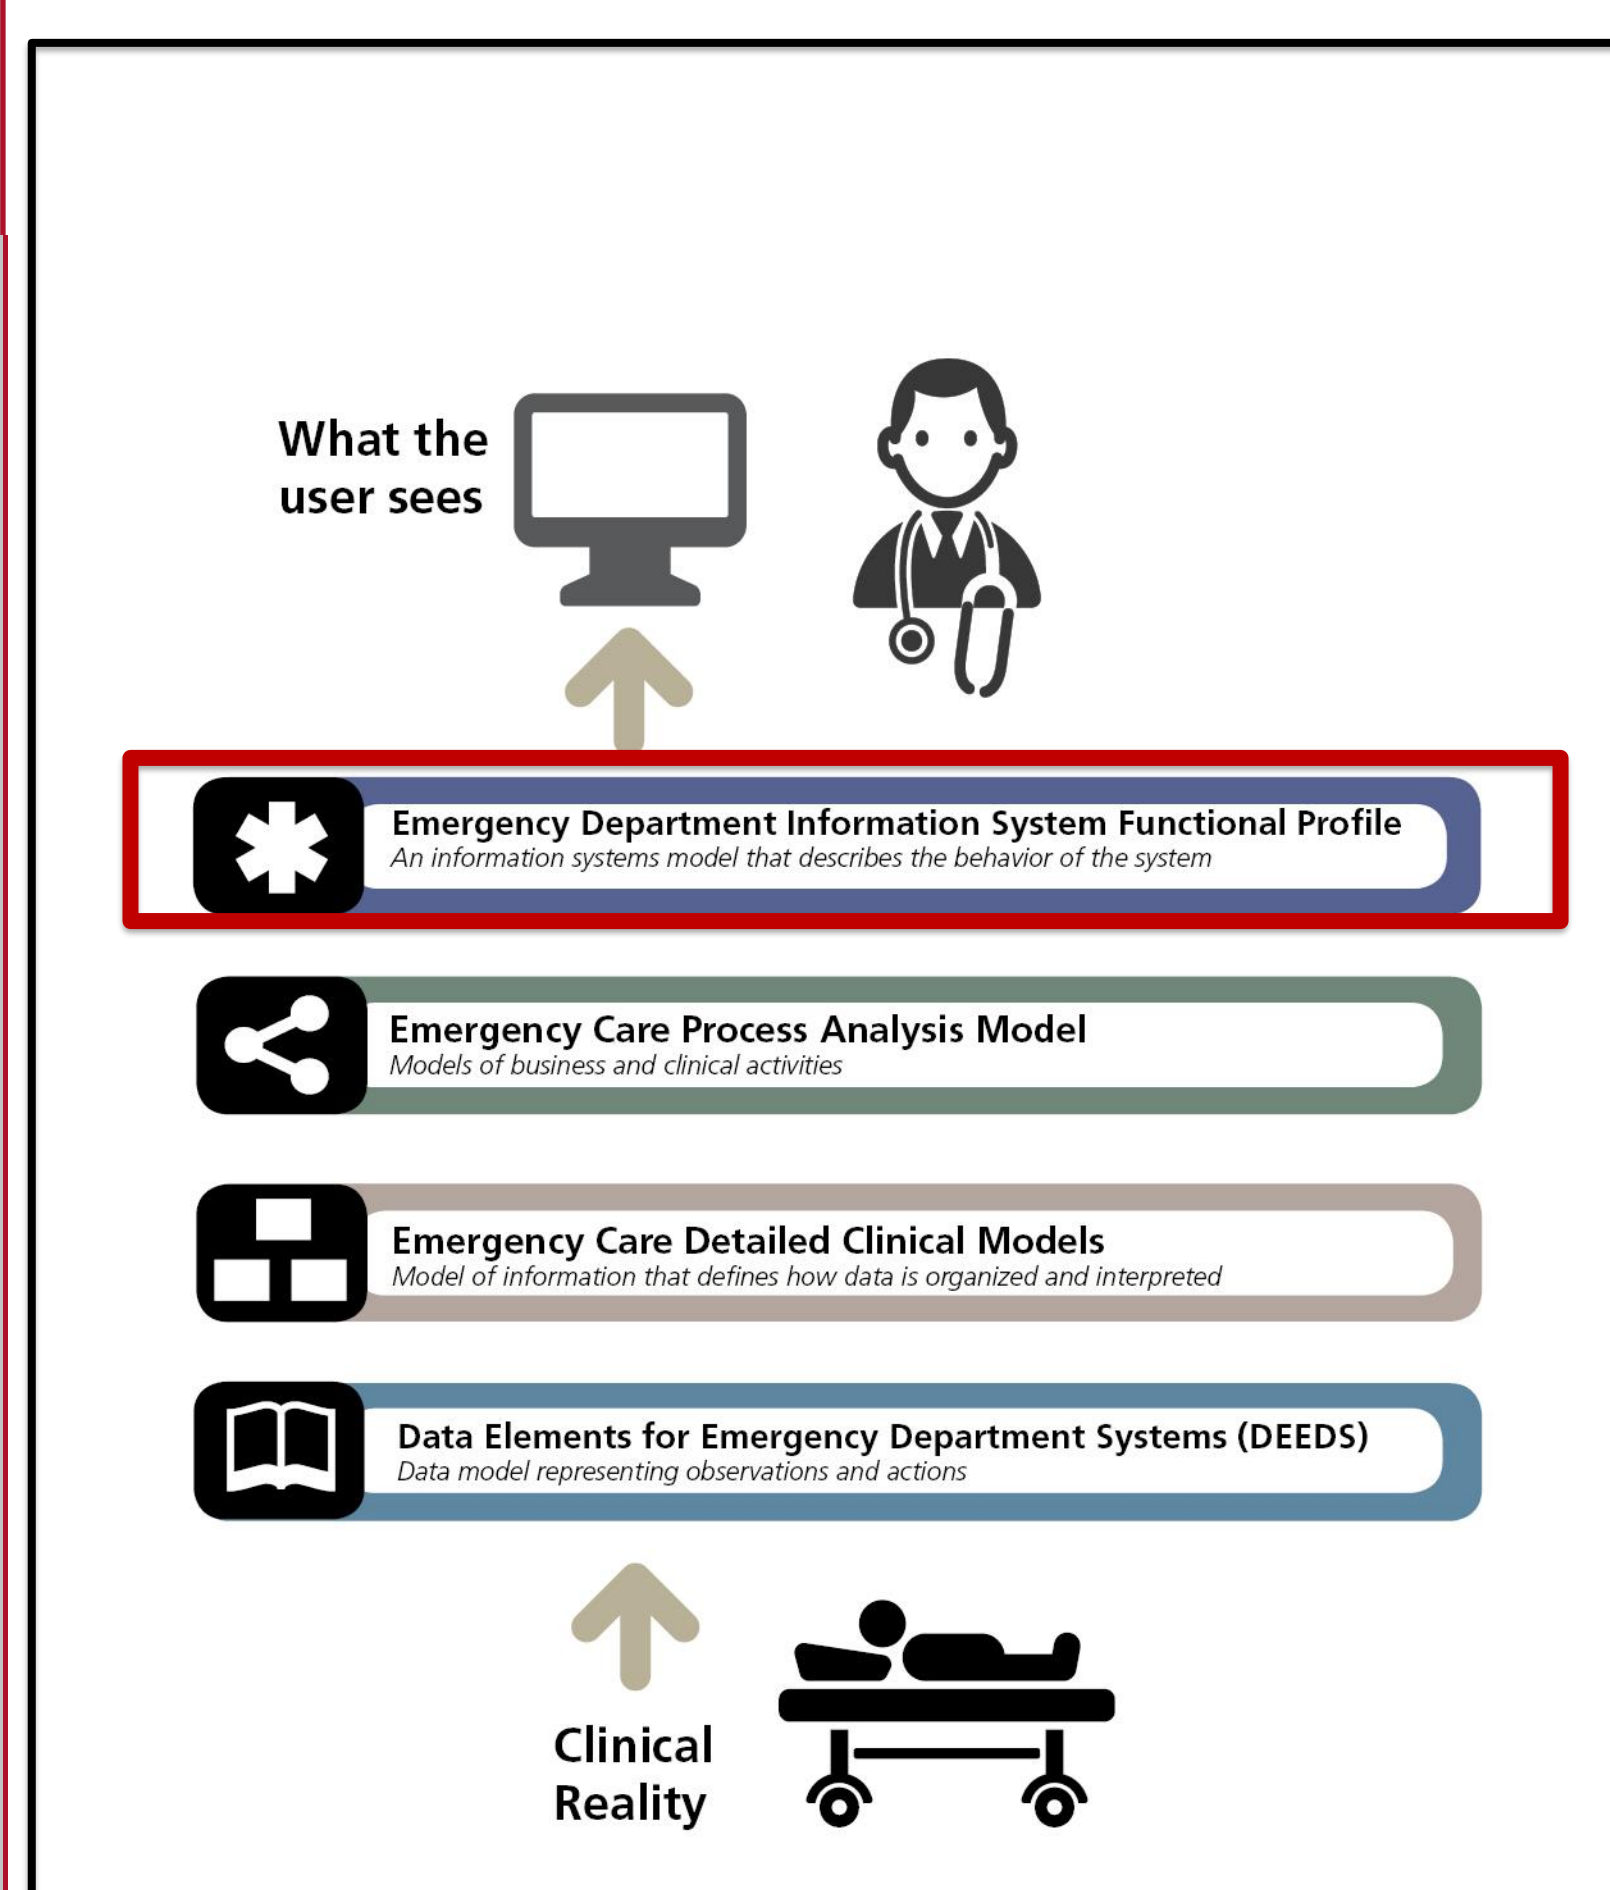 What the
user sees
Emergency Department Information System Functional Profile
An information systems model that describes the behavior of the system
Emergency Care Process Analysis Model
Models of business and clinical activities
Emergency Care Detailed Clinical Models
Model of information that defines how data is organized and interpreted
Data Elements for Emergency Department Systems (DEEDS)
Data model representing observations and actions
Clinical
Reality